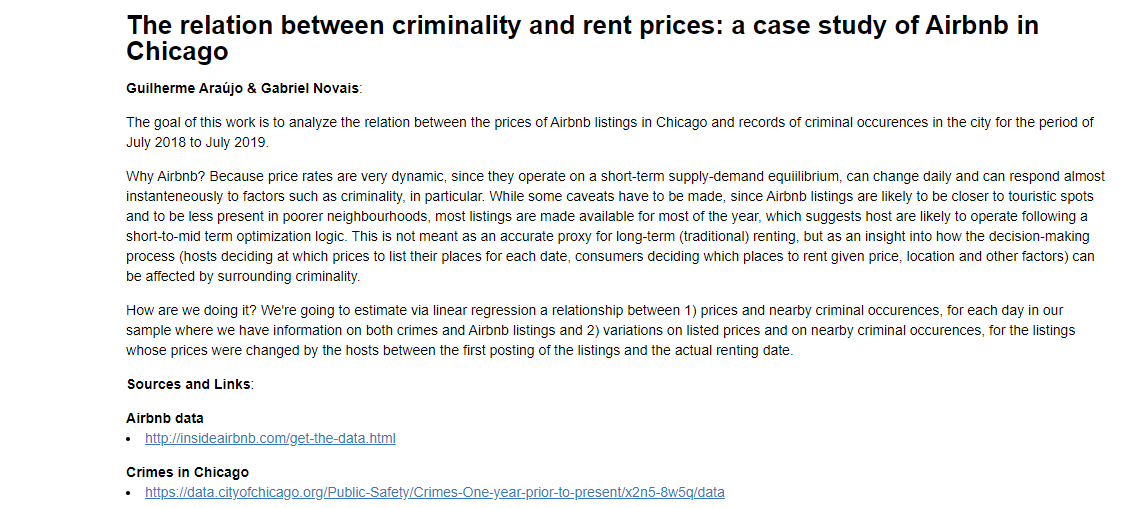 The relation between criminality and rent prices: a case study of Airbnb in
Chicago
Guilherme Araújo & Gabriel Novais:
The goal of this work is to analyze the relation between the prices of Airbnb listings in Chicago and records of criminal occurences in the city for the period of
July 2018 to July 2019.
Why Airbnb? Because price rates are very dynamic, since they operate on a short-term supply-demand equiilibrium, can change daily and can respond almost
instanteneously to factors such as criminality, in particular. While some caveats have to be made, since Airbnb listings are likely to be closer to touristic spots
and to be less present in poorer neighbourhoods, most listings are made available for most of the year, which suggests host are likely to operate following a
short-to-mid term optimization logic. This is not meant as an accurate proxy for long-term (traditional) renting, but as an insight into how the decision-making
process (hosts deciding at which prices to list their places for each date, consumers deciding which places to rent given price, location and other factors) can
be affected by surrounding criminality.
How are we doing it? We're going to estimate via linear regression a relationship between 1) prices and nearby criminal occurences, for each day in our
sample where we have information on both crimes and Airbnb listings and 2) variations on listed prices and on nearby criminal occurences, for the listings
whose prices were changed by the hosts between the first posting of the listings and the actual renting date.
Sources and Links:
Airbnb data
• http://insideairbnb.com/get-the-data.html
Crimes in Chicago
• https://data.cityofchicago.org/Public-Safety/Crimes-One-year-prior-to-present/x2n5-8w5q/data